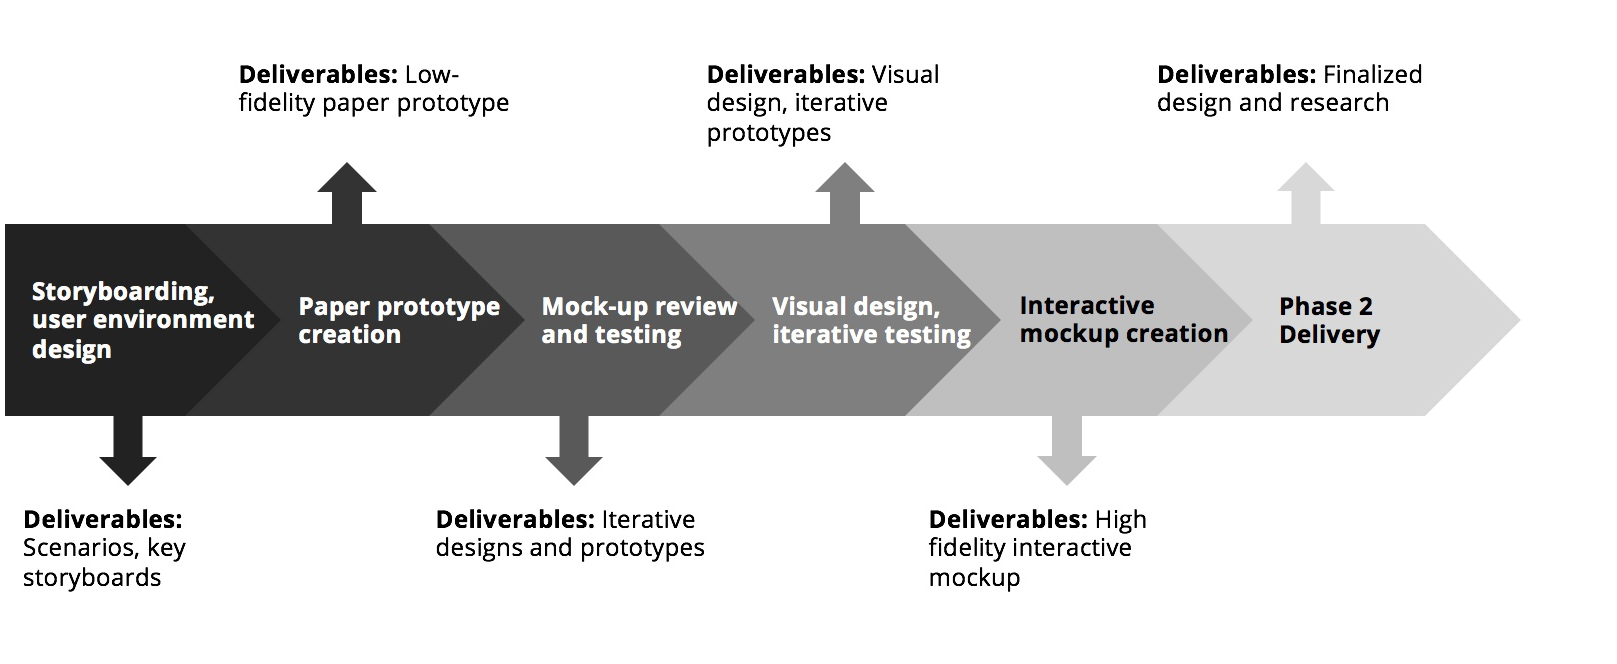 Deliverables: Low-
fidelity paper prototype
Deliverables: Visual
design, iterative
prototypes
Deliverables: Finalized
design and research
Storyboarding,
user environment
design
Paper prototype
creation
Mock-up review
and testing
Visual design,
iterative testing
Interactive
mockup creation
Phase 2
Delivery
Deliverables:
Scenarios, key
storyboards
Deliverables: Iterative
designs and prototypes
Deliverables: High
fidelity interactive
mockup